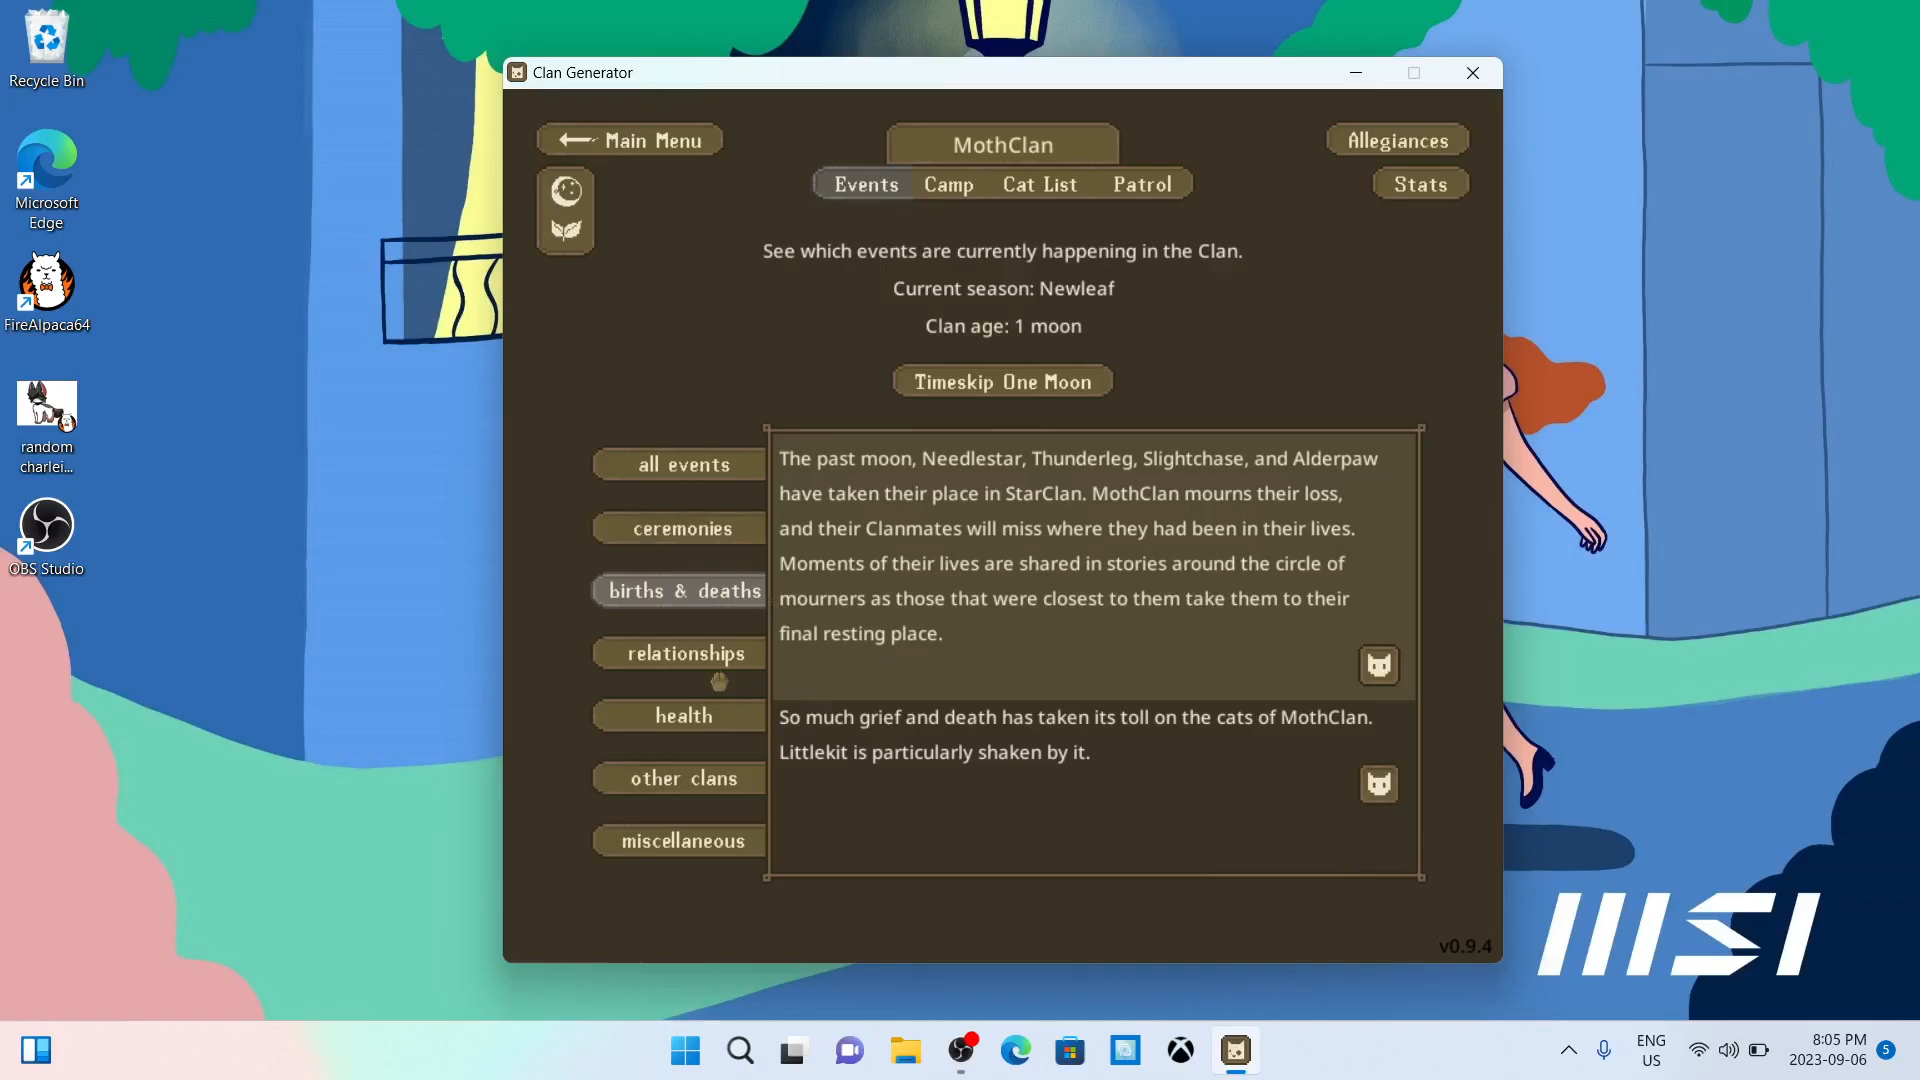 Recycle Bin
Microsoft
Edge
FireAlpaca64
random
charlei...
OBS Studio
Clan Generator
Main Menu
MothClan
Allegiances
Events
Camp
Cat List
Patrol
Stats
See which events are currently happening in the Clan.
Current season: Newleaf
Clan age: 1 moon
Timeskip One Moon
all events
ceremonies
births & deaths
relationships
health
other clans
miscellaneous
The past moon, Needlestar, Thunderleg, Slightchase, and Alderpaw
have taken their place in StarClan. MothClan mourns their loss,
and their Clanmates will miss where they had been in their lives.
Moments of their lives are shared in stories around the circle of
mourners as those that were closest to them take them to their
final resting place.
So much grief and death has taken its toll on the cats of MothClan.
Littlekit is particularly shaken by it.
v0.9.4
msi
ENG
US
8:05 PM
2023-09-06
5